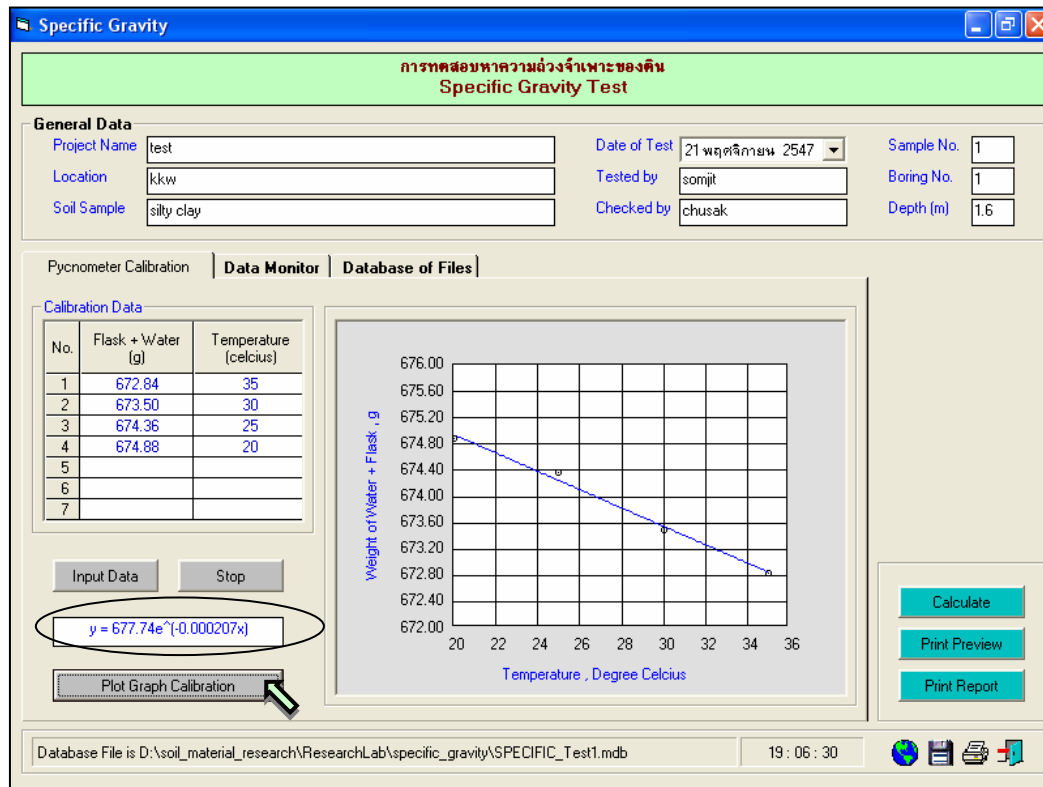 Specific Gravity
การทดสอบหาความถ่วงจำเพาะของดิน
Specific Gravity Test
General Data
Project Name test
Date of Test 21 พฤศจิกายน 2547
Sample No. 1
Location kkw
Tested by somjit
Boring No. 1
Soil Sample silty clay
Checked by chusak
Depth (m) 1.6
Pycnometer Calibration
Data Monitor
Database of Files
Calibration Data
No. Flask + Water (g) Temperature (celcius)
1 672.84 35
2 673.50 30
3 674.36 25
4 674.88 20
5
6
7
Input Data
Stop
y = 677.74e^(-0.000207x)
Plot Graph Calibration
Weight of Water + Flask , g
676.00
675.60
675.20
674.80
674.40
674.00
673.60
673.20
672.80
672.40
672.00
20 22 24 26 28 30 32 34 36
Temperature , Degree Celcius
Calculate
Print Preview
Print Report
Database File is D:\soil_material_research\ResearchLab\specific_gravity\SPECIFIC_Test1.mdb
19 : 06 : 30